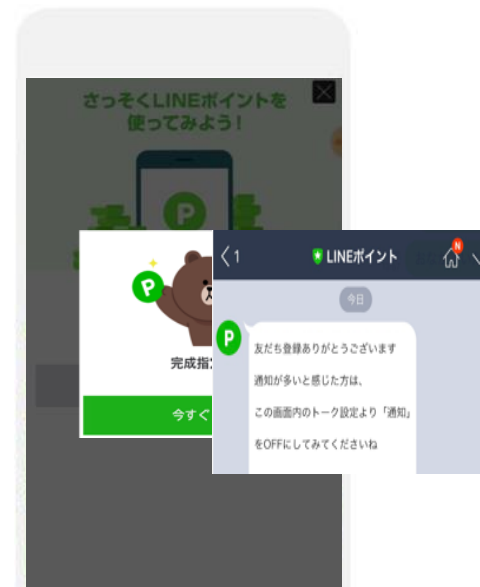 さっそくLINEポイントを
使ってみよう!
P
P
完成指
今すぐ
1
LINEポイント
N
今日
P
友だち登録ありがとうございます
通知が多いと感じた方は、
この画面内のトーク設定より「通知」
をOFFにしてみてくださいね